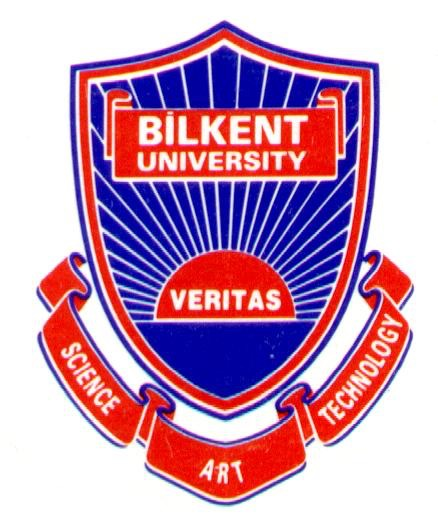 BİLKENT
UNIVERSITY
VERITAS
SCIENCE
ART
TECHNOLOGY